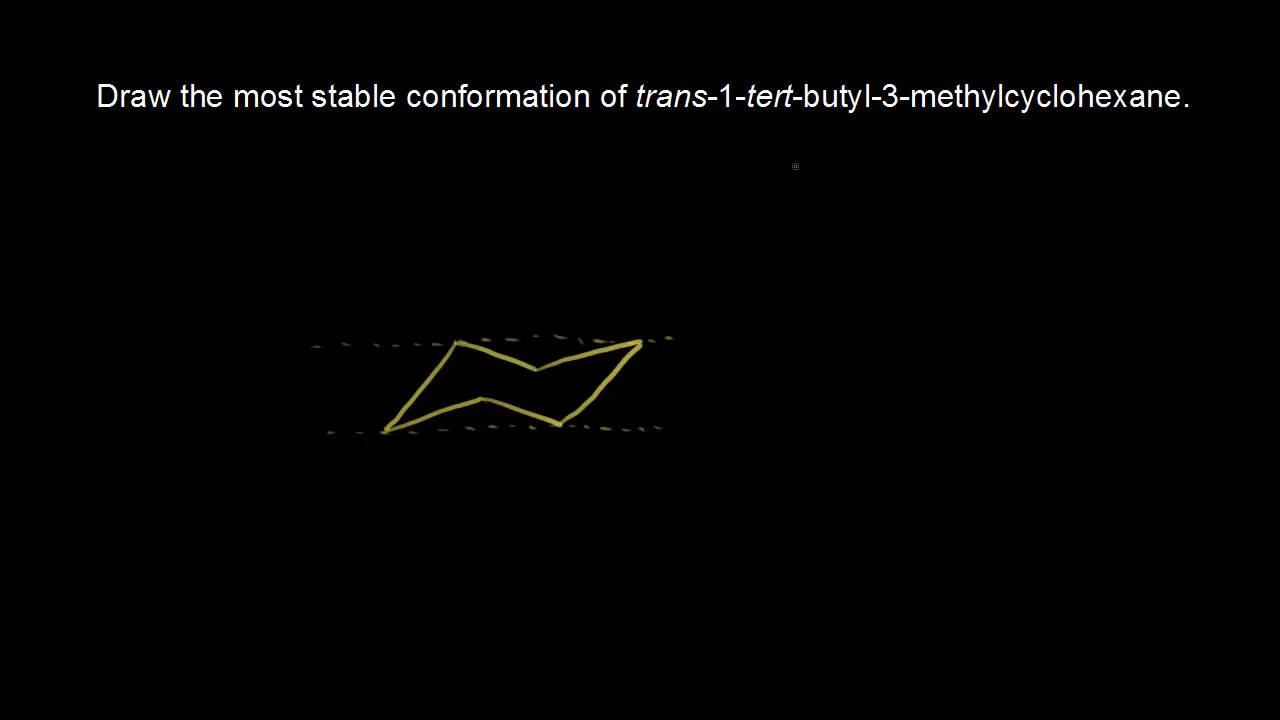 Draw the most stable conformation of trans-1-tert-butyl-3-methylcyclohexane.